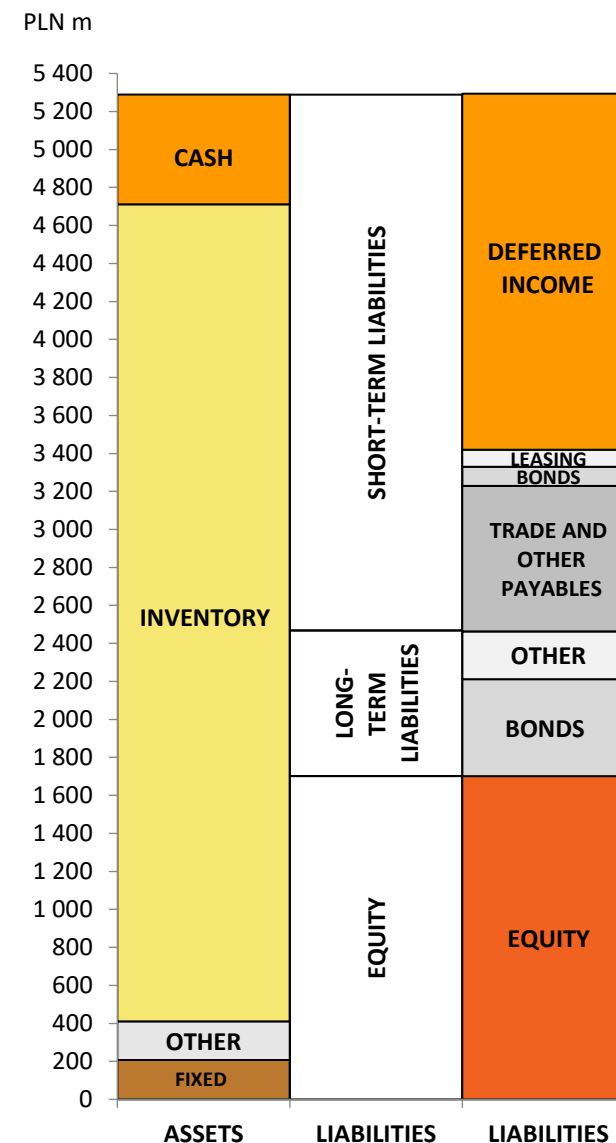 PLN m
5 400
5 200
5 000
4 800
4 600
4 400
4 200
4 000
3 800
3 600
3 400
3 200
3 000
2 800
2 600
2 400
2 200
2 000
1 800
1 600
1 400
1 200
1 000
800
600
400
200
0
CASH
INVENTORY
OTHER
FIXED
SHORT-TERM LIABILITIES
LONG-
TERM
LIABILITIES
EQUITY
DEFERRED
INCOME
LEASING
BONDS
TRADE AND
OTHER
PAYABLES
OTHER
BONDS
EQUITY
ASSETS
LIABILITIES
LIABILITIES